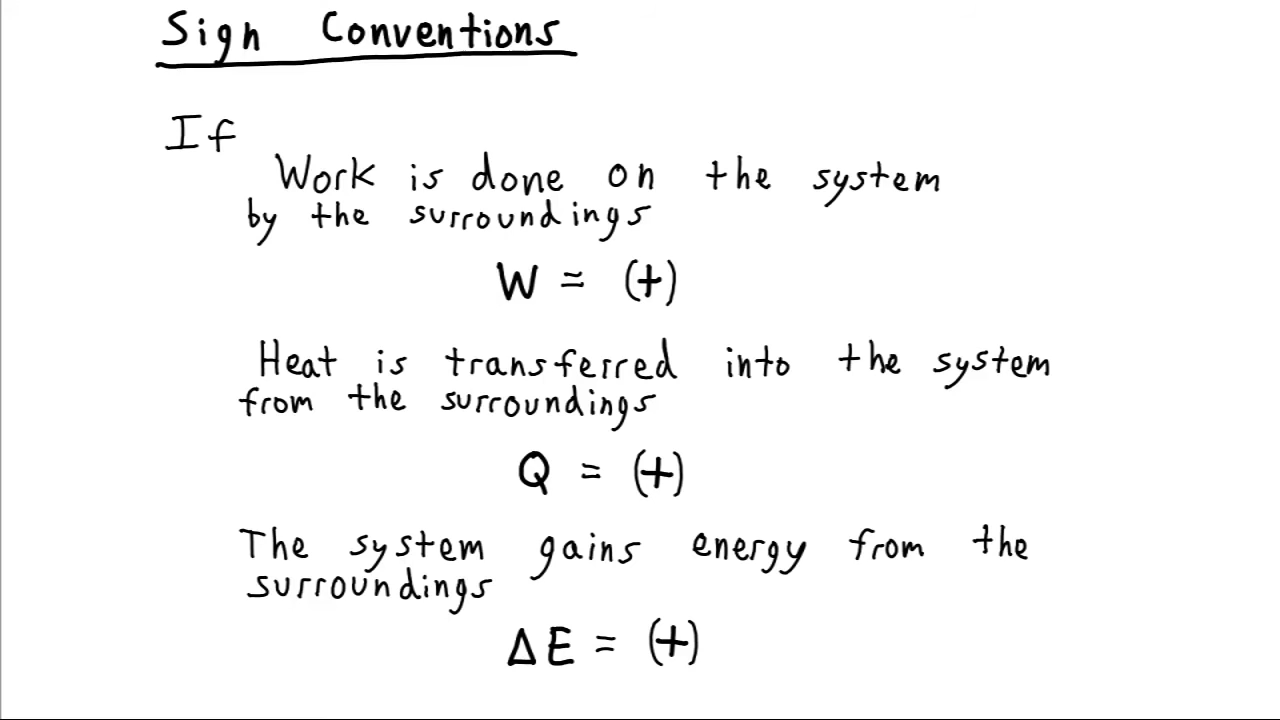 Sign Conventions
If
Work is done on the system
by the surroundings
W = (+)
Heat is transferred into the system
from the surroundings
Q = (+)
The system gains energy from the
surroundings
ΔE = (+)